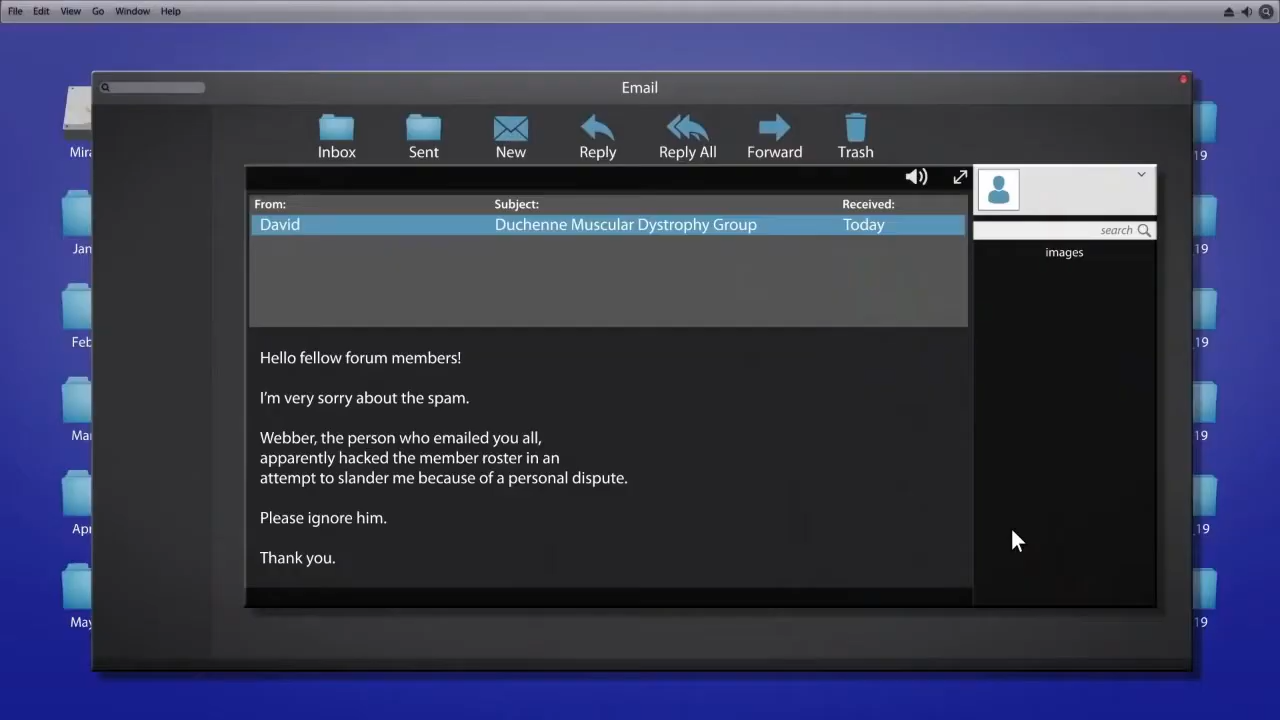 File Edit View Go Window Help
Email
Inbox Sent New Reply Reply All Forward Trash
From: Subject: Received:
David Duchenne Muscular Dystrophy Group Today
search
images
Hello fellow forum members!
I'm very sorry about the spam.
Webber, the person who emailed you all,
apparently hacked the member roster in an
attempt to slander me because of a personal dispute.
Please ignore him.
Thank you.
Mira
Jan
Feb
Mar
Apr
May
19
19
19
19
19
19